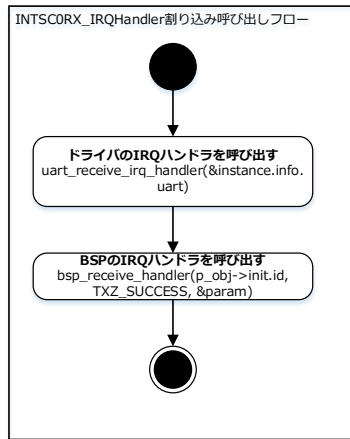 INTSC0RX_IRQHandler割り込み呼び出しフロー
ドライバのIRQハンドラを呼び出す
uart_receive_irq_handler(&instance.info.
uart)
BSPのIRQハンドラを呼び出す
bsp_receive_handler(p_obj->init.id,
TXZ_SUCCESS, &param)